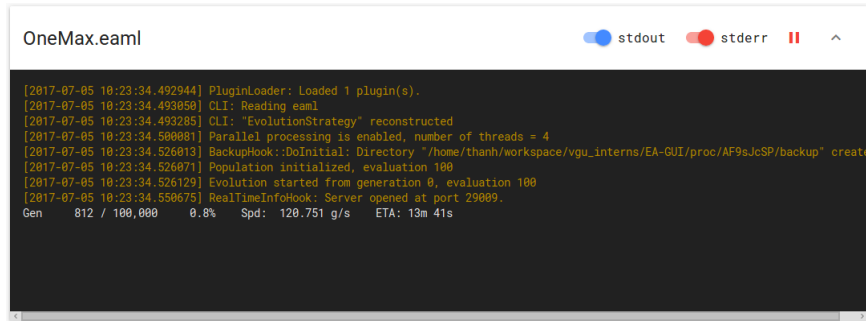 OneMax.eaml
stdout stderr
[2017-07-05 10:23:34.492944] PluginLoader: Loaded 1 plugin(s).
[2017-07-05 10:23:34.493050] CLI: Reading eaml
[2017-07-05 10:23:34.493285] CLI: "EvolutionStrategy" reconstructed
[2017-07-05 10:23:34.500081] Parallel processing is enabled, number of threads = 4
[2017-07-05 10:23:34.526013] BackupHook::DoInitial: Directory "/home/thanh/workspace/vgu_interns/EA-GUI/proc/AF9sJcSP/backup" create
[2017-07-05 10:23:34.526071] Population initialized, evaluation 100
[2017-07-05 10:23:34.526129] Evolution started from generation 0, evaluation 100
[2017-07-05 10:23:34.550675] RealTimeInfoHook: Server opened at port 29009.
Gen 812 / 100,000 0.8% Spd: 120.751 g/s ETA: 13m 41s